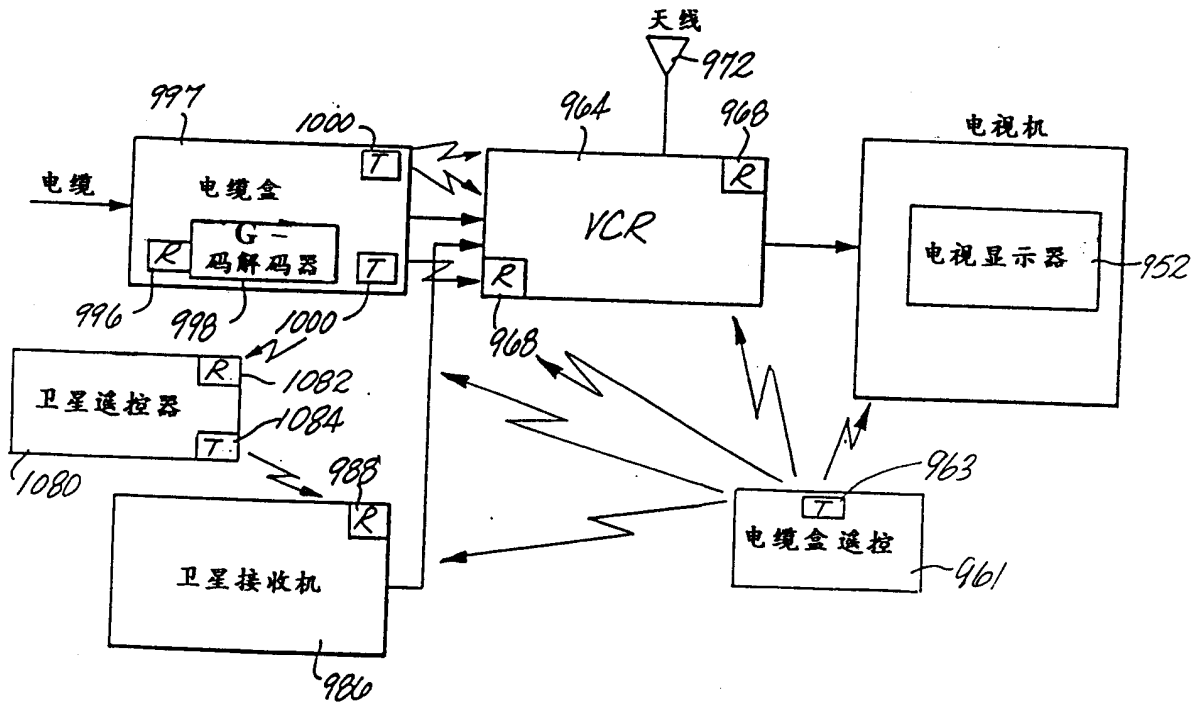 天线
972
997
1000
964
968
电视机
T
R
电缆
电缆盒
VCR
G-
码解码器
R
T
R
电视显示器
952
996
998
1000
968
R
1082
卫星遥控器
1084
T
1080
988
R
963
T
电缆盒遥控
961
卫星接收机
986